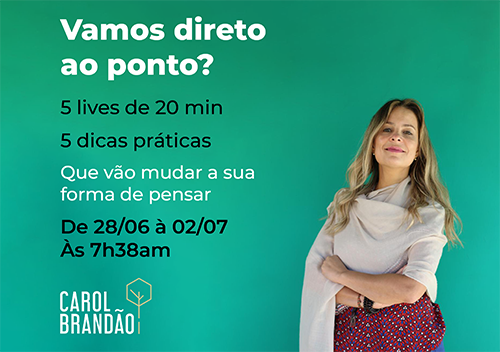 Vamos direto
ao ponto?
5 lives de 20 min
5 dicas práticas
Que vão mudar a sua
forma de pensar
De 28/06 à 02/07
Às 7h38am
CAROL
BRANDÃO